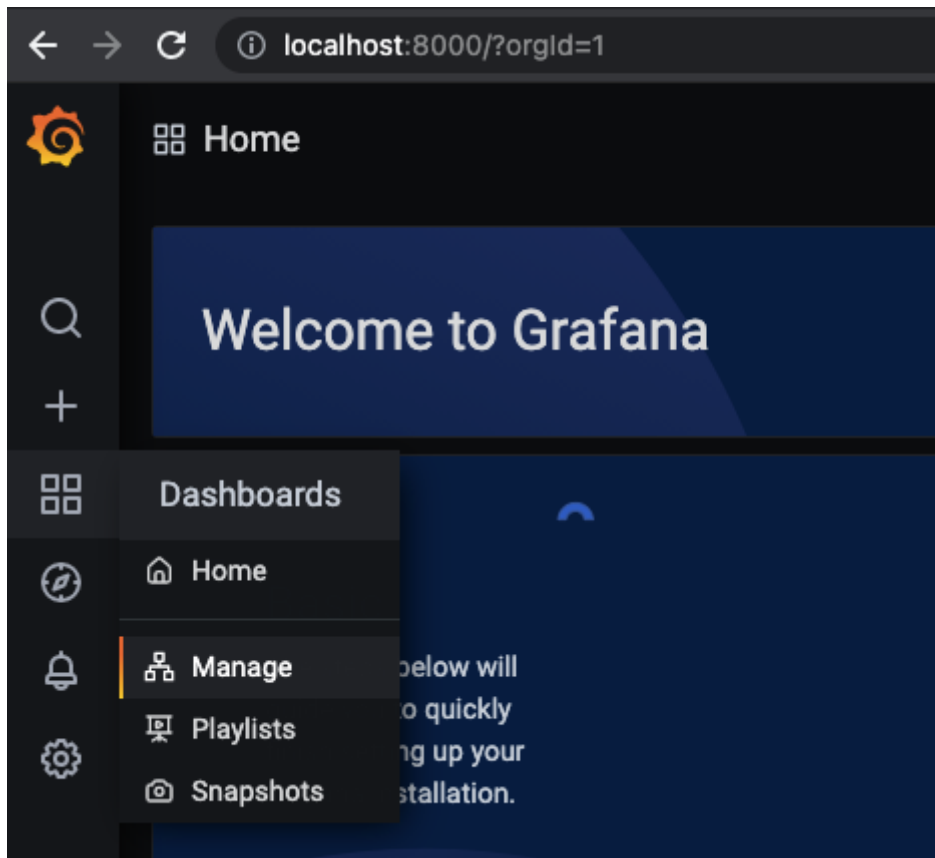 localhost:8000/?orgId=1
Home
Welcome to Grafana
Dashboards
Home
Manage
below will
Playlists
o quickly
ng up your
Snapshots
stallation.